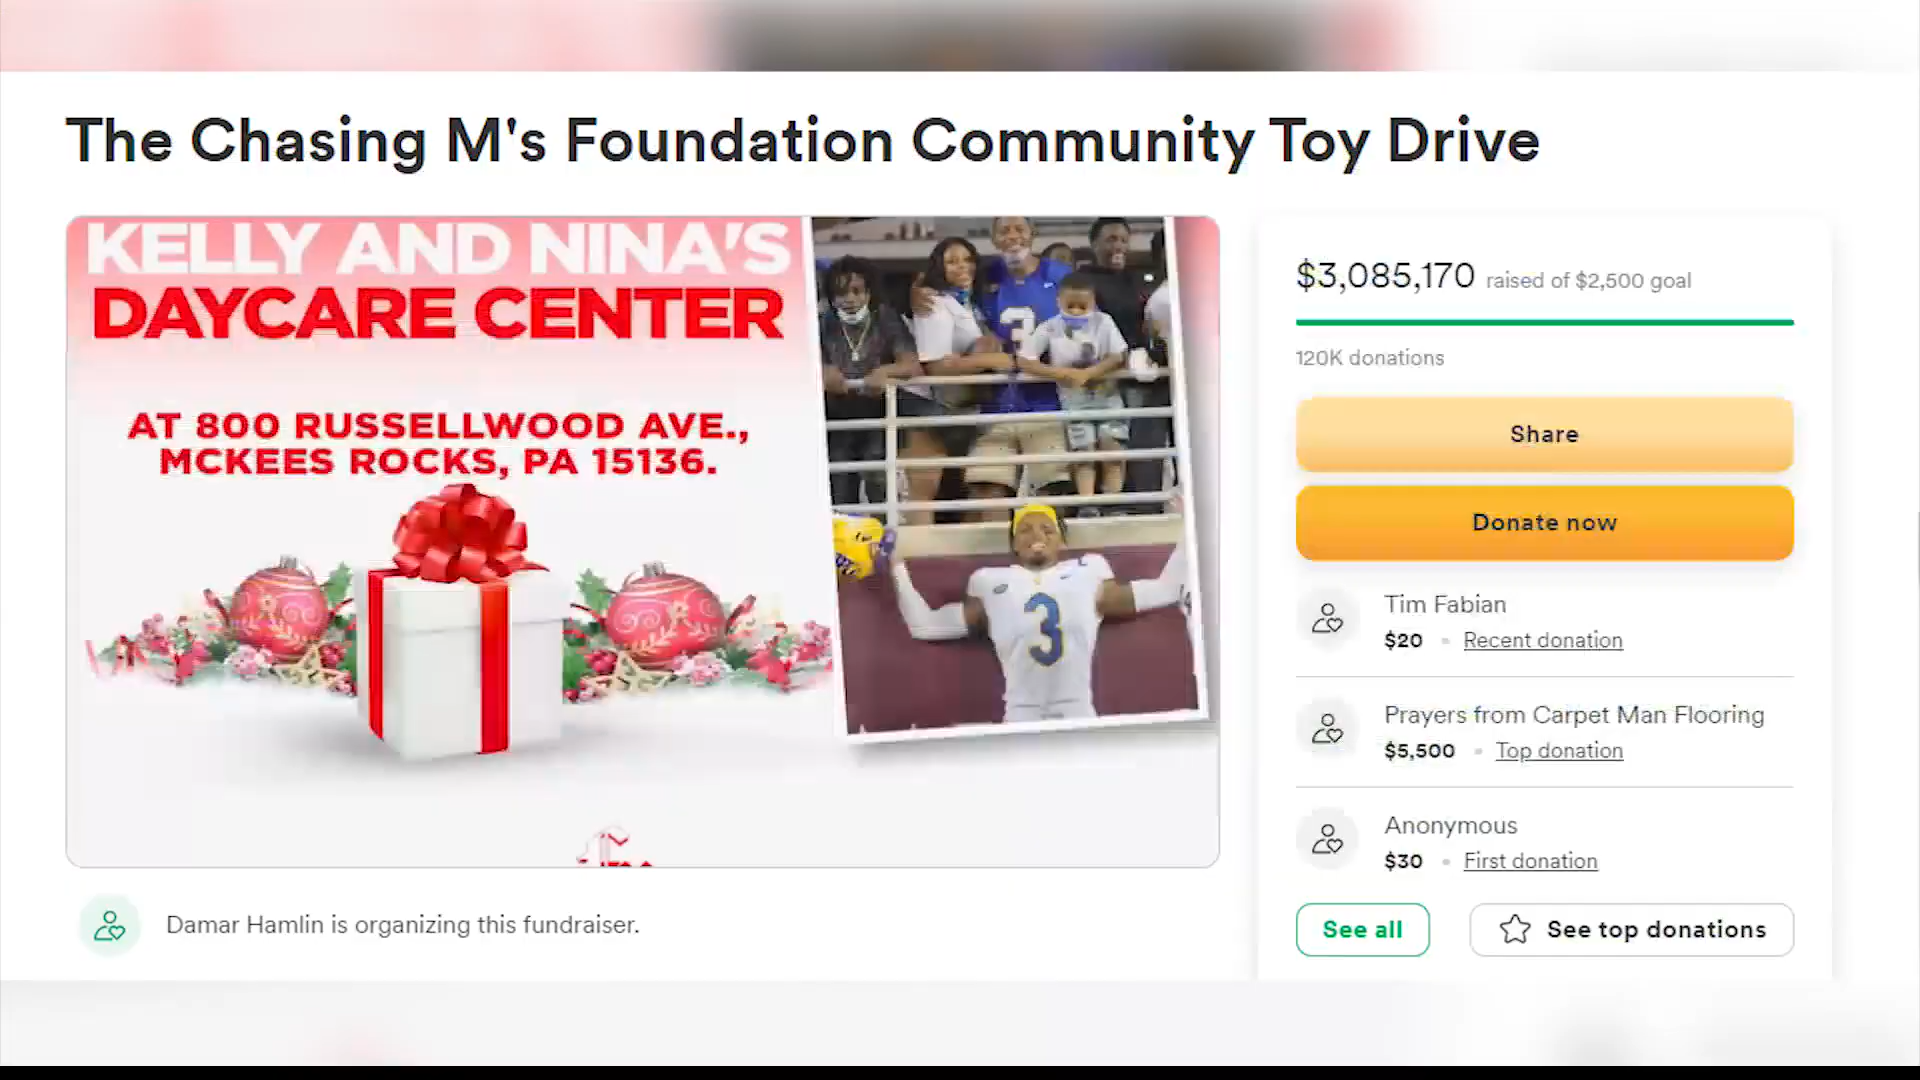 The Chasing M's Foundation Community Toy Drive
KELLY AND NINA'S
DAYCARE CENTER
AT 800 RUSSELLWOOD AVE.,
MCKEES ROCKS, PA 15136.
3
3
Damar Hamlin is organizing this fundraiser.
$3,085,170 raised of $2,500 goal
120K donations
Share
Donate now
Tim Fabian
$20 • Recent donation
Prayers from Carpet Man Flooring
$5,500 • Top donation
Anonymous
$30 • First donation
See all
See top donations